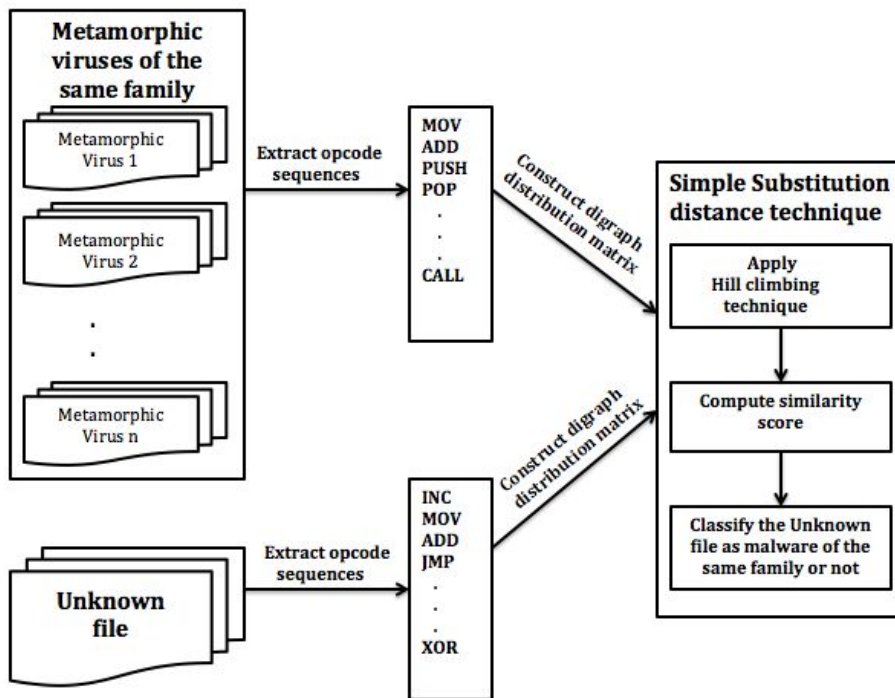 Metamorphic
viruses of the
same family
Metamorphic
Virus 1
Metamorphic
Virus 2
.
.
Metamorphic
Virus n
Extract opcode
sequences
MOV
ADD
PUSH
POP
.
.
.
CALL
Construct digraph
distribution matrix
Unknown
file
Extract opcode
sequences
INC
MOV
ADD
JMP
.
.
.
XOR
Construct digraph
distribution matrix
Simple Substitution
distance technique
Apply
Hill climbing
technique
Compute similarity
score
Classify the Unknown
file as malware of the
same family or not